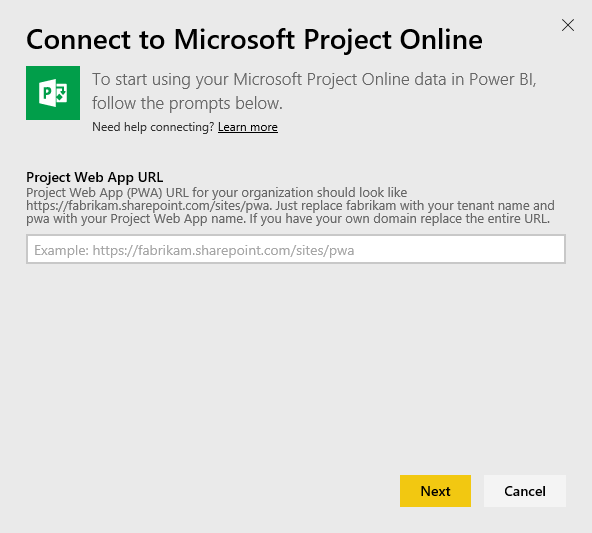 Connect to Microsoft Project Online
P
To start using your Microsoft Project Online data in Power BI,
follow the prompts below.
Need help connecting? Learn more
Project Web App URL
Project Web App (PWA) URL for your organization should look like
https://fabrikam.sharepoint.com/sites/pwa. Just replace fabrikam with your tenant name and
pwa with your Project Web App name. If you have your own domain replace the entire URL.
Example: https://fabrikam.sharepoint.com/sites/pwa
Next Cancel